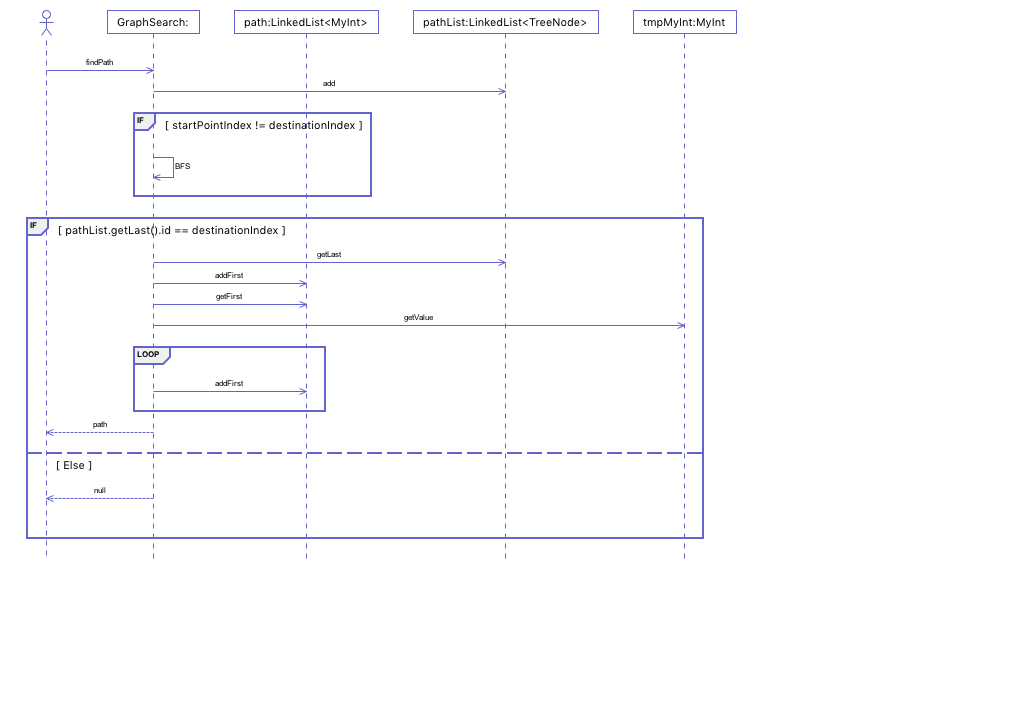 GraphSearch:
path:LinkedList<MyInt>
pathList:LinkedList<TreeNode>
tmpMyInt:MyInt
findPath
add
IF
[ startPointIndex != destinationIndex ]
BFS
IF
[ pathList.getLast().id == destinationIndex ]
getLast
addFirst
getFirst
getValue
LOOP
addFirst
path
[ Else ]
null